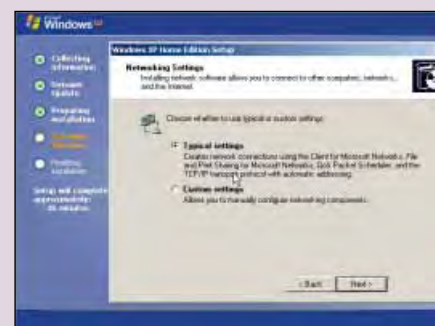 Windows XP
Collecting
information
Dynamic
Update
Preparing
installation
Installing
Windows
Finalizing
installation
Setup will complete
approximately:
Windows XP Home Edition Setup
Networking Settings
Installing network software allows you to connect to other computers, networks,
and the Internet.
Choose whether to use typical or custom settings:
Typical settings
Creates network connections using the Client for Microsoft Networks, File
and Print Sharing for Microsoft Networks, QoS Packet Scheduler, and the
TCP/IP transport protocol with automatic addressing.
Custom settings
Allows you to manually configure networking components.
< Back
Next >